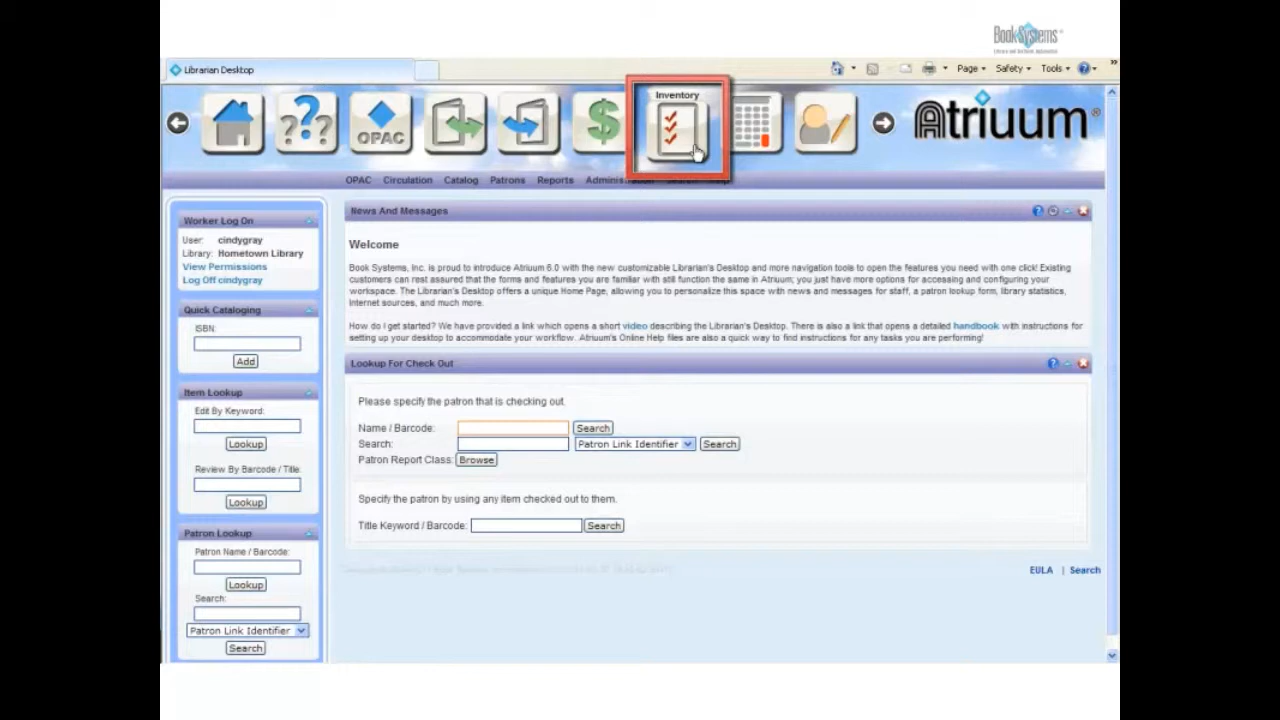 BookSystems®
Librarian Desktop
Page
Safety
Tools
»
???
OPAC
$
Inventory
Atriuum®
OPAC Circulation Catalog Patrons Reports
Worker Log On
User: cindygray
Library: Hometown Library
View Permissions
Log Off cindygray
Quick Cataloging
ISBN:
Add
Item Lookup
Edit By Keyword:
Lookup
Review By Barcode / Title:
Lookup
Patron Lookup
Patron Name / Barcode:
Lookup
Search:
Patron Link Identifier
Search
News And Messages
Welcome
Book Systems, Inc. is proud to introduce Atriuum 6.0 with the new customizable Librarian's Desktop and more navigation tools to open the features you need with one click! Existing
customers can rest assured that the forms and features you are familiar with still function the same in Atriuum; you just have more options for accessing and configuring your
workspace. The Librarian's Desktop offers a unique Home Page, allowing you to personalize this space with news and messages for staff, a patron lookup form, library statistics,
Internet sources, and much more.
How do I get started? We have provided a link which opens a short video describing the Librarian's Desktop. There is also a link that opens a detailed handbook with instructions for
setting up your desktop to accommodate your workflow. Atriuum's Online Help files are also a quick way to find instructions for any tasks you are performing!
Lookup For Check Out
Please specify the patron that is checking out.
Name / Barcode: Search
Search: Patron Link Identifier Search
Patron Report Class: Browse
Specify the patron by using any item checked out to them.
Title Keyword / Barcode: Search
EULA | Search